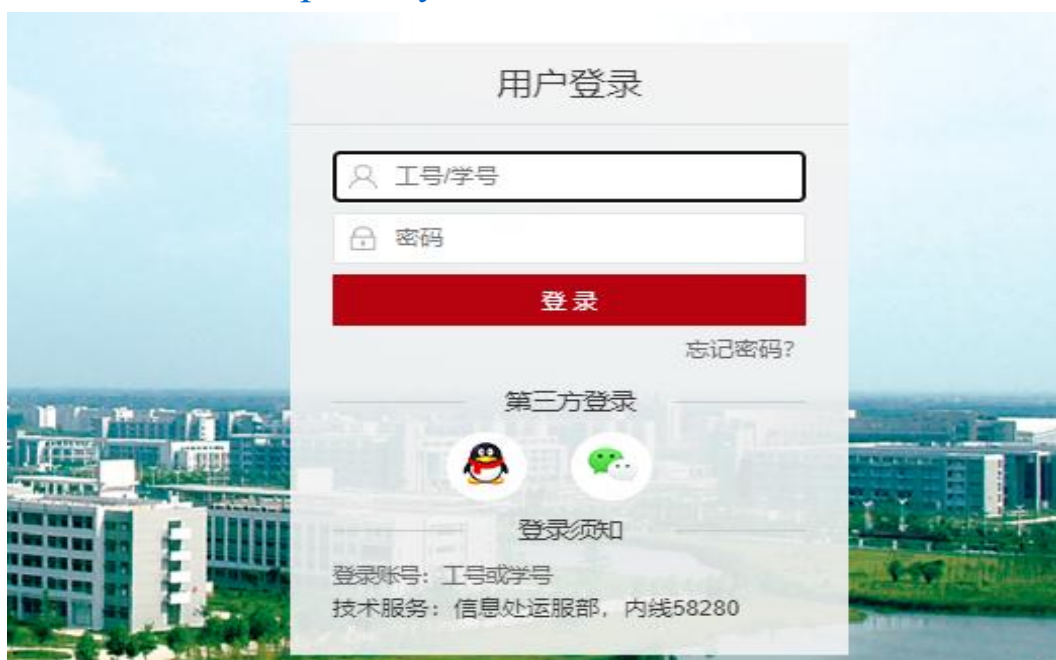 用户登录
工号/学号
密码
登录
忘记密码?
第三方登录
登录须知
登录账号：工号或学号
技术服务：信息处运服部，内线58280